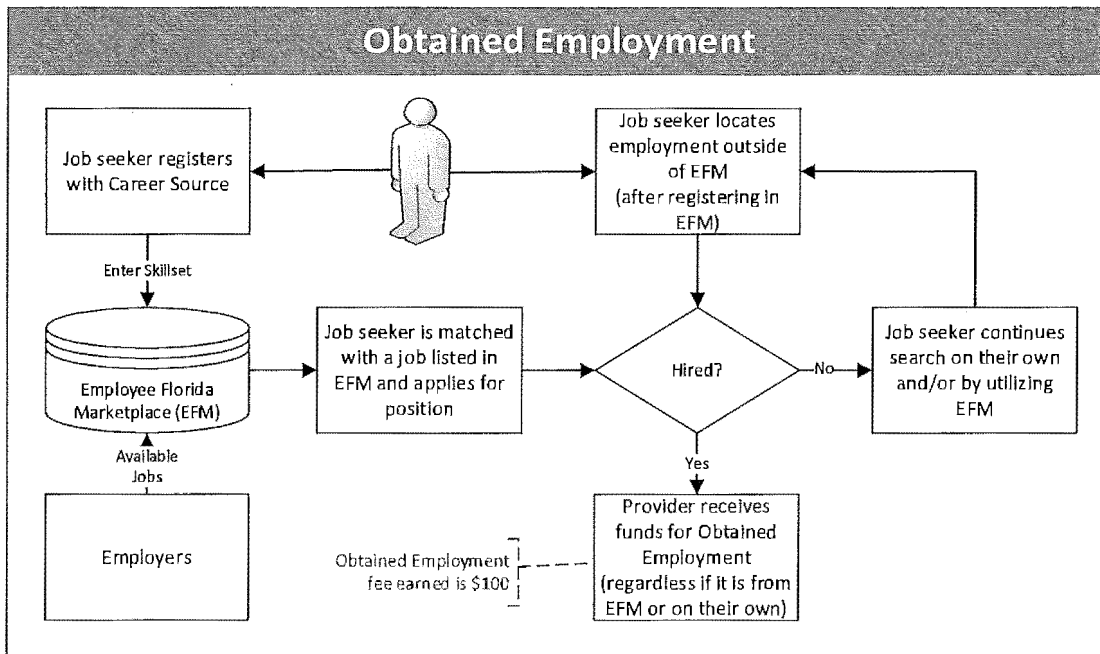 Obtained Employment
Job seeker registers
with Career Source
Job seeker locates
employment outside
of EFM
(after registering in
EFM)
Enter Skillset
Employee Florida
Marketplace (EFM)
Job seeker is matched
with a job listed in
EFM and applies for
position
Hired?
No
Job seeker continues
search on their own
and/or by utilizing
EFM
Available
Jobs
Yes
Employers
Obtained Employment
fee earned is $100
Provider receives
funds for Obtained
Employment
(regardless if it is from
EFM or on their own)